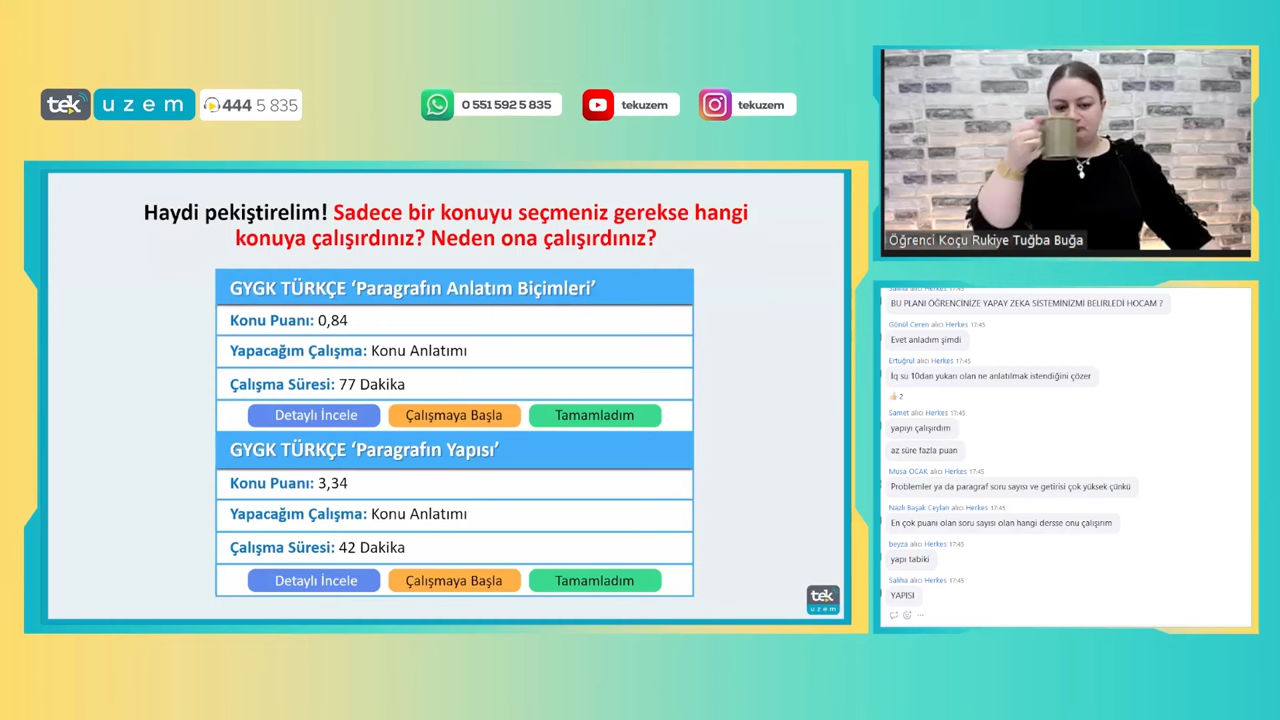 tek uzem 444 5 835
0 551 592 5 835
tekuzem
tekuzem
Haydi pekiştirelim! Sadece bir konuyu seçmeniz gerekse hangi
konuya çalışırdınız? Neden ona çalışırdınız?
GYGK TÜRKÇE ‘Paragrafın Anlatım Biçimleri’
Konu Puanı: 0,84
Yapacağım Çalışma: Konu Anlatımı
Çalışma Süresi: 77 Dakika
Detaylı İncele Çalışmaya Başla Tamamladım
GYGK TÜRKÇE ‘Paragrafın Yapısı’
Konu Puanı: 3,34
Yapacağım Çalışma: Konu Anlatımı
Çalışma Süresi: 42 Dakika
Detaylı İncele Çalışmaya Başla Tamamladım
tek
uzem
Öğrenci Koçu Rukiye Tuğba Buğa
Saliha alıcı Herkes 17:45
BU PLANI ÖĞRENCİNİZE YAPAY ZEKA SİSTEMİNİZMİ BELİRLEDİ HOCAM ?
Gönül Ceren alıcı Herkes 17:45
Evet anladım şimdi
Ertuğrul alıcı Herkes 17:45
İq su 10dan yukarı olan ne anlatılmak istendiğini çözer
2
Samet alıcı Herkes 17:45
yapıyı çalışırdım
az süre fazla puan
Musa OCAK alıcı Herkes 17:45
Problemler ya da paragraf soru sayısı ve getirisi çok yüksek çünkü
Nazlı Başak Ceylan alıcı Herkes 17:45
En çok puanı olan soru sayısı olan hangi dersse onu çalışırım
beyza alıcı Herkes 17:45
yapı tabiki
Saliha alıcı Herkes 17:45
YAPISI